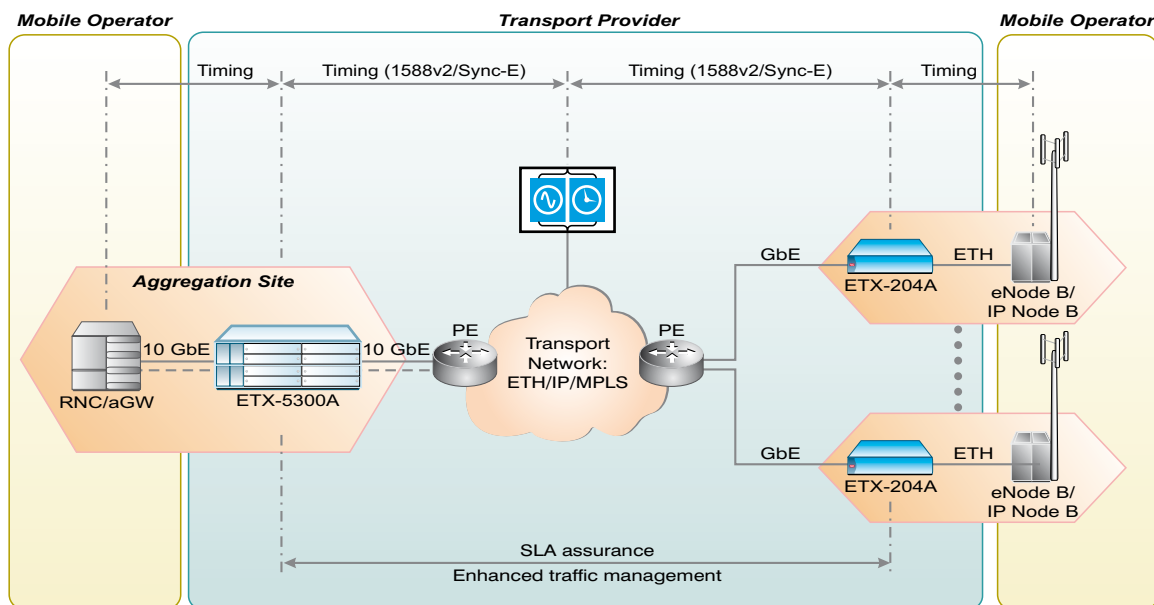 Mobile Operator
Transport Provider
Mobile Operator
Timing
Timing (1588v2/Sync-E)
Timing (1588v2/Sync-E)
Timing
Aggregation Site
RNC/aGW
10 GbE
ETX-5300A
10 GbE
PE
Transport
Network:
ETH/IP/MPLS
PE
GbE
ETX-204A
ETH
eNode B/
IP Node B
GbE
ETX-204A
ETH
eNode B/
IP Node B
SLA assurance
Enhanced traffic management